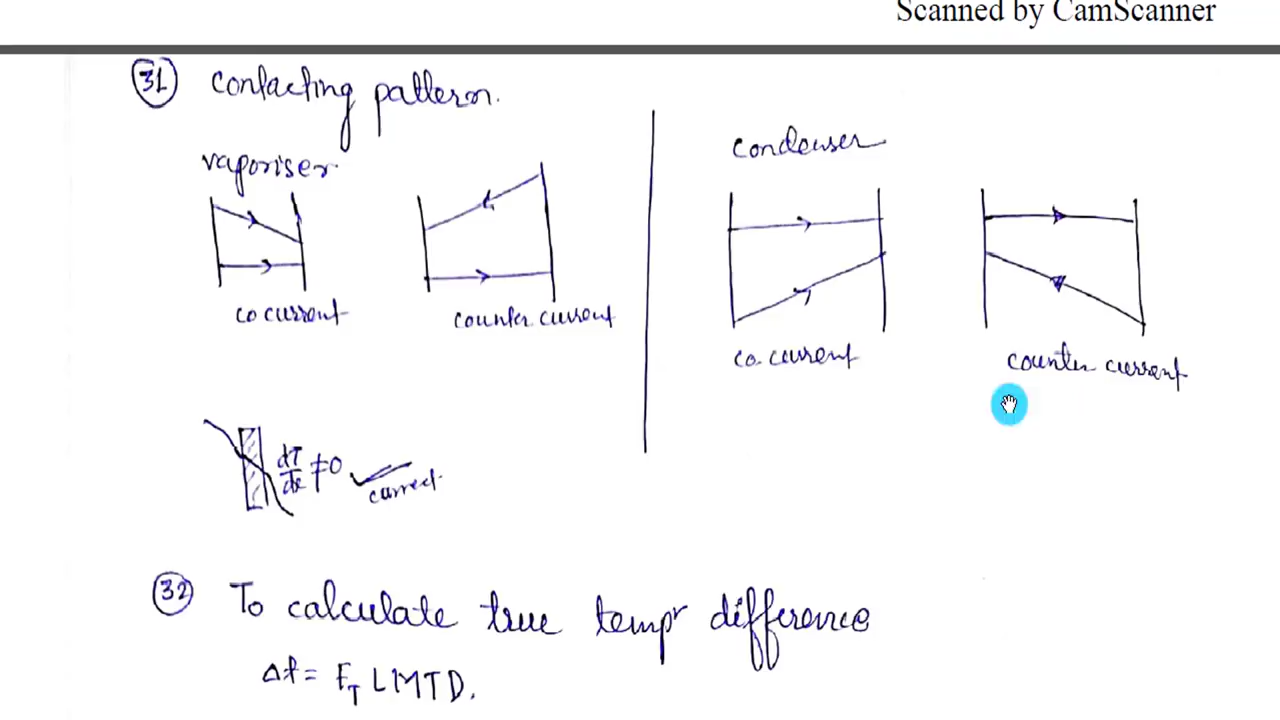 Scanned by CamScanner
31 Contacting pattern.
vaporiser
co current
counter current
condenser
co. current
counter current
dT/dx ≠0 ✓ correct
32 To calculate true tempr difference
Δt = F_T LMTD.